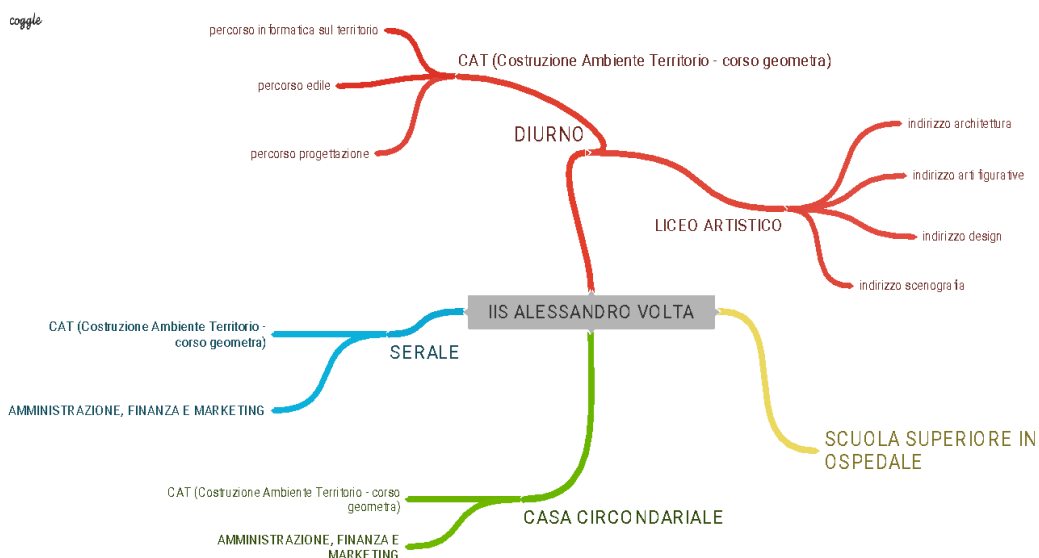 coggle
percorso informatica sul territorio
CAT (Costruzione Ambiente Territorio - corso geometra)
percorso edile
percorso progettazione
DIURNO
indirizzo architettura
indirizzo arti figurative
LICEO ARTISTICO
indirizzo design
indirizzo scenografia
IIS ALESSANDRO VOLTA
CAT (Costruzione Ambiente Territorio -
corso geometra)
SERALE
AMMINISTRAZIONE, FINANZA E MARKETING
SCUOLA SUPERIORE IN
OSPEDALE
CAT (Costruzione Ambiente Territorio - corso
geometra)
CASA CIRCONDARIALE
AMMINISTRAZIONE, FINANZA E
MARKETING